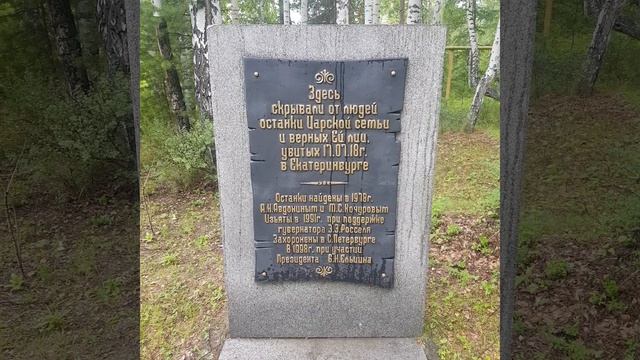 Здесь
скрывали от людей
останки Царской семьи
и верных Ей лиц,
убитых 17.07.18г.
в Екатеринбурге
Останки найдены в 1978г.
А.Н.Авдониным и М.С.Кочуровым
Изъяты в 1991г. при поддержке
губернатора Э.Э.Росселя
Захоронены в С.Петербурге
В 1998г. при участии
Президента Б.Н.Ельцина